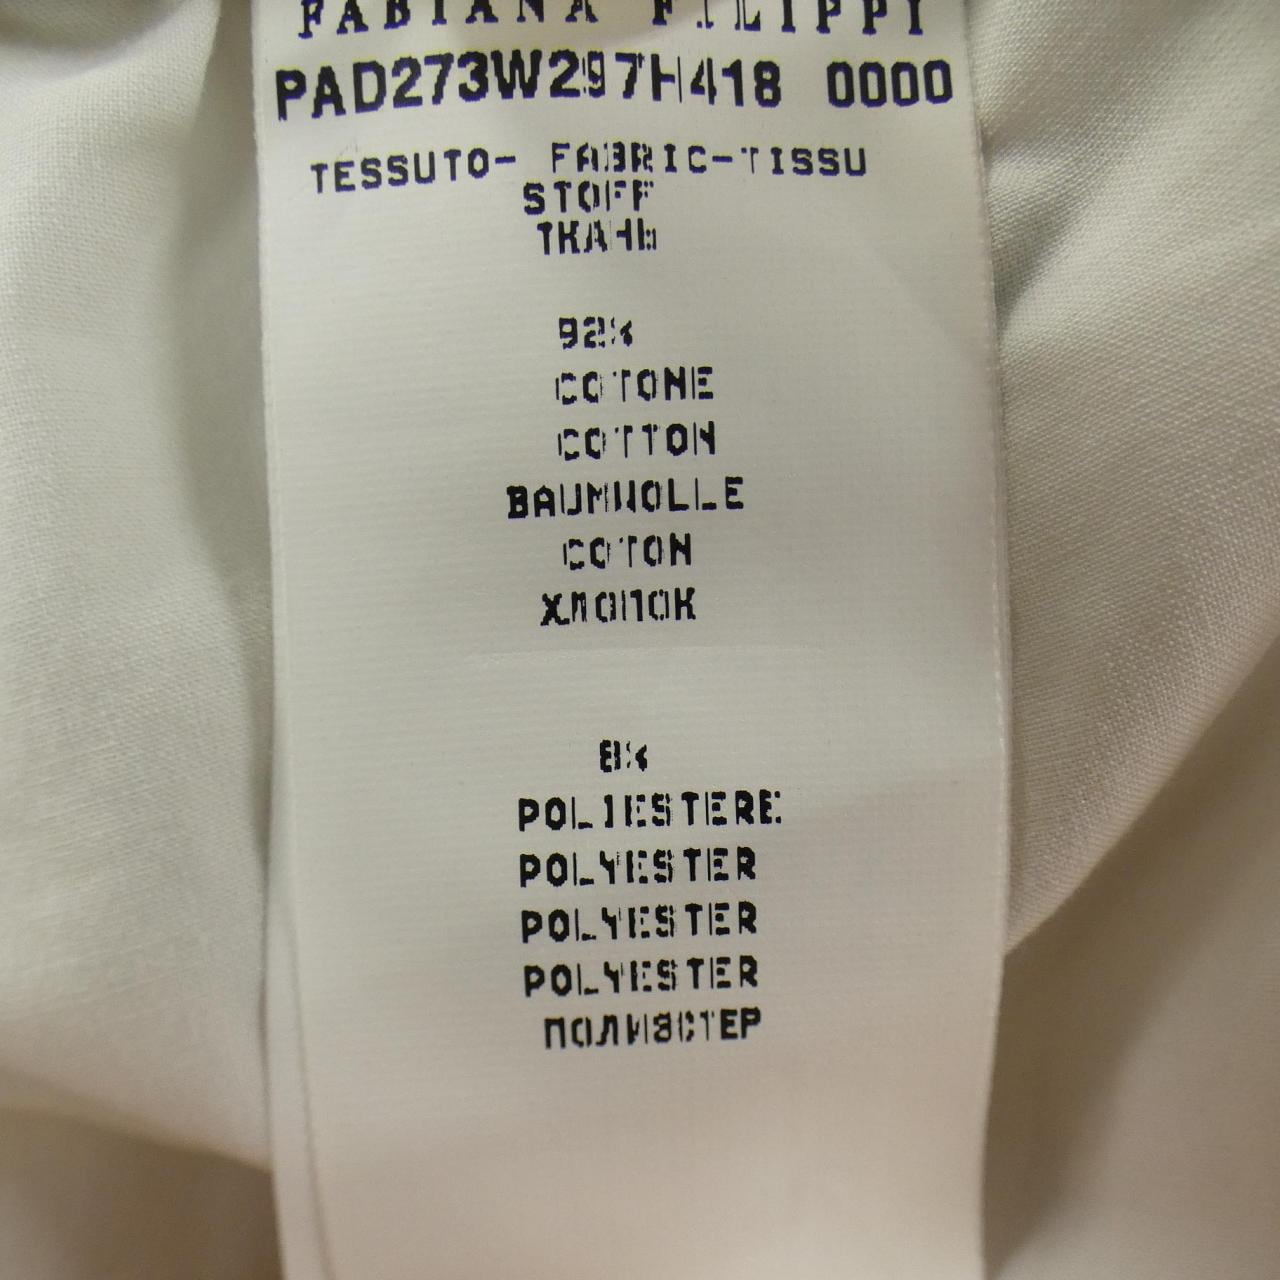 FABIANA FILIPPI
PAD273W297H418 0000
TESSUTO- FABRIC-TISSU
STOFF
ТКАНЬ
92%
COTONE
COTTON
BAUMWOLLE
COTON
ХЛОПОК
8%
POLIESTERE
POLYESTER
POLYESTER
POLYESTER
ПОЛИЭСТЕР